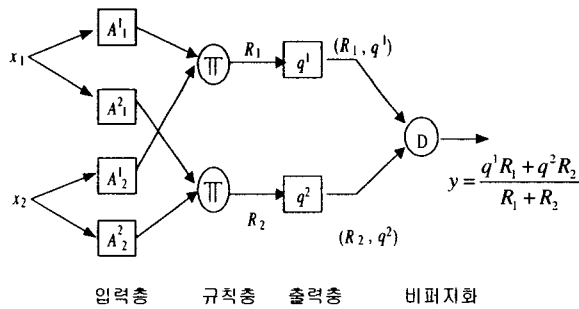 x₁
A¹₁
A²₁
x₂
A¹₂
A²₂
Π
R₁
q¹
(R₁, q¹)
Π
R₂
q²
(R₂, q²)
D
y = (q¹R₁ + q²R₂) / (R₁ + R₂)
입력층 규칙층 출력층 비퍼지화